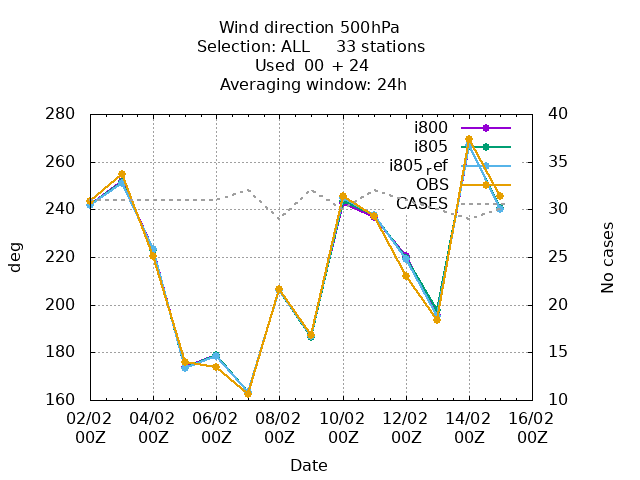 Wind direction 500hPa
Selection: ALL 33 stations
Used 00 + 24
Averaging window: 24h
280 40
i800
i805
260 35
i805ref
OBS
CASES
240 30
deg
No cases
220 25
200 20
180 15
160 10
02/02 04/02 06/02 08/02 10/02 12/02 14/02 16/02
00Z 00Z 00Z 00Z 00Z 00Z 00Z 00Z
Date